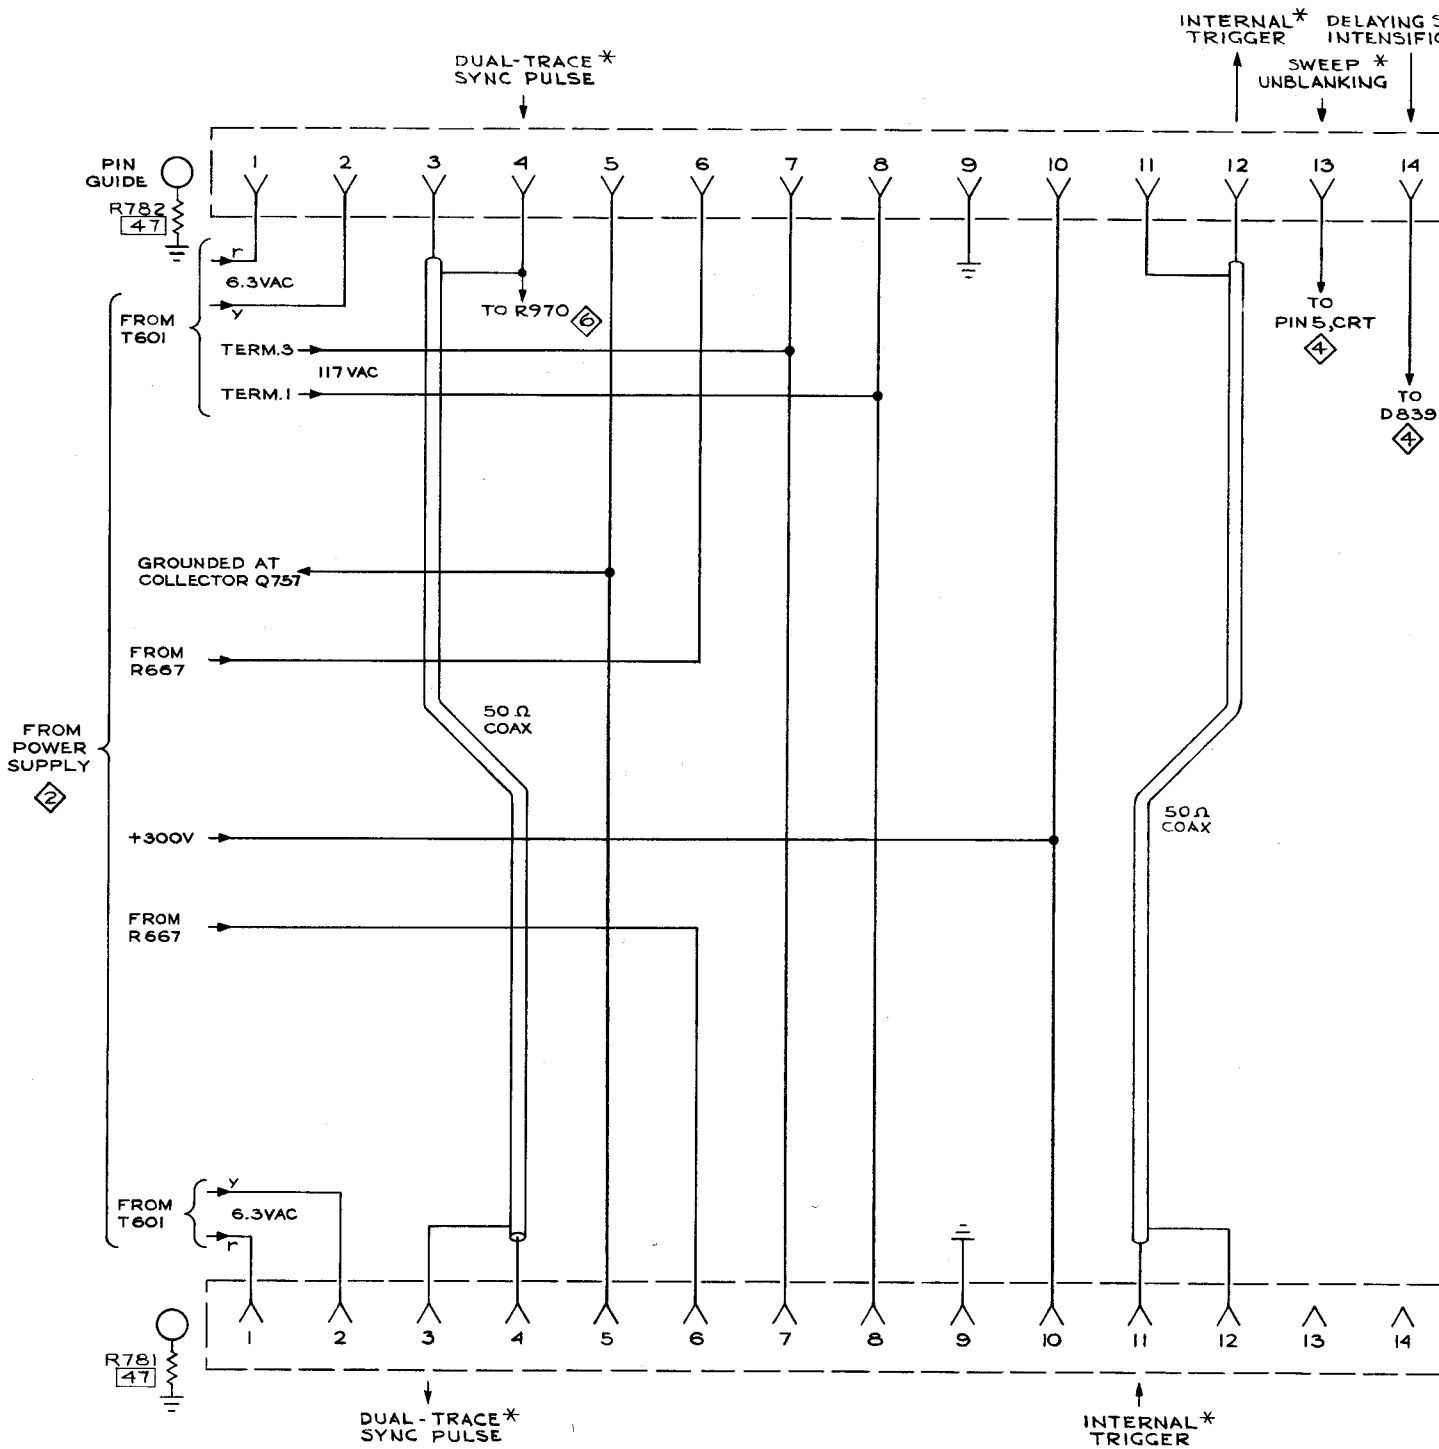 INTERNAL* DELAYING S
TRIGGER INTENSIFIC
DUAL-TRACE*
SYNC PULSE
SWEEP *
UNBLANKING
PIN
GUIDE
1 2 3 4 5 6 7 8 9 10 11 12 13 14
R782
47
r
6.3VAC
y
FROM
T601
TO R970 6
TO
PIN 5, CRT
4
TERM.3
117 VAC
TERM.1
TO
D839
4
GROUNDED AT
COLLECTOR Q757
FROM
R667
50 Ω
COAX
FROM
POWER
SUPPLY
2
50 Ω
COAX
+300V
FROM
R667
y
FROM
T601
6.3VAC
r
1 2 3 4 5 6 7 8 9 10 11 12 13 14
R781
47
DUAL-TRACE*
SYNC PULSE
INTERNAL*
TRIGGER